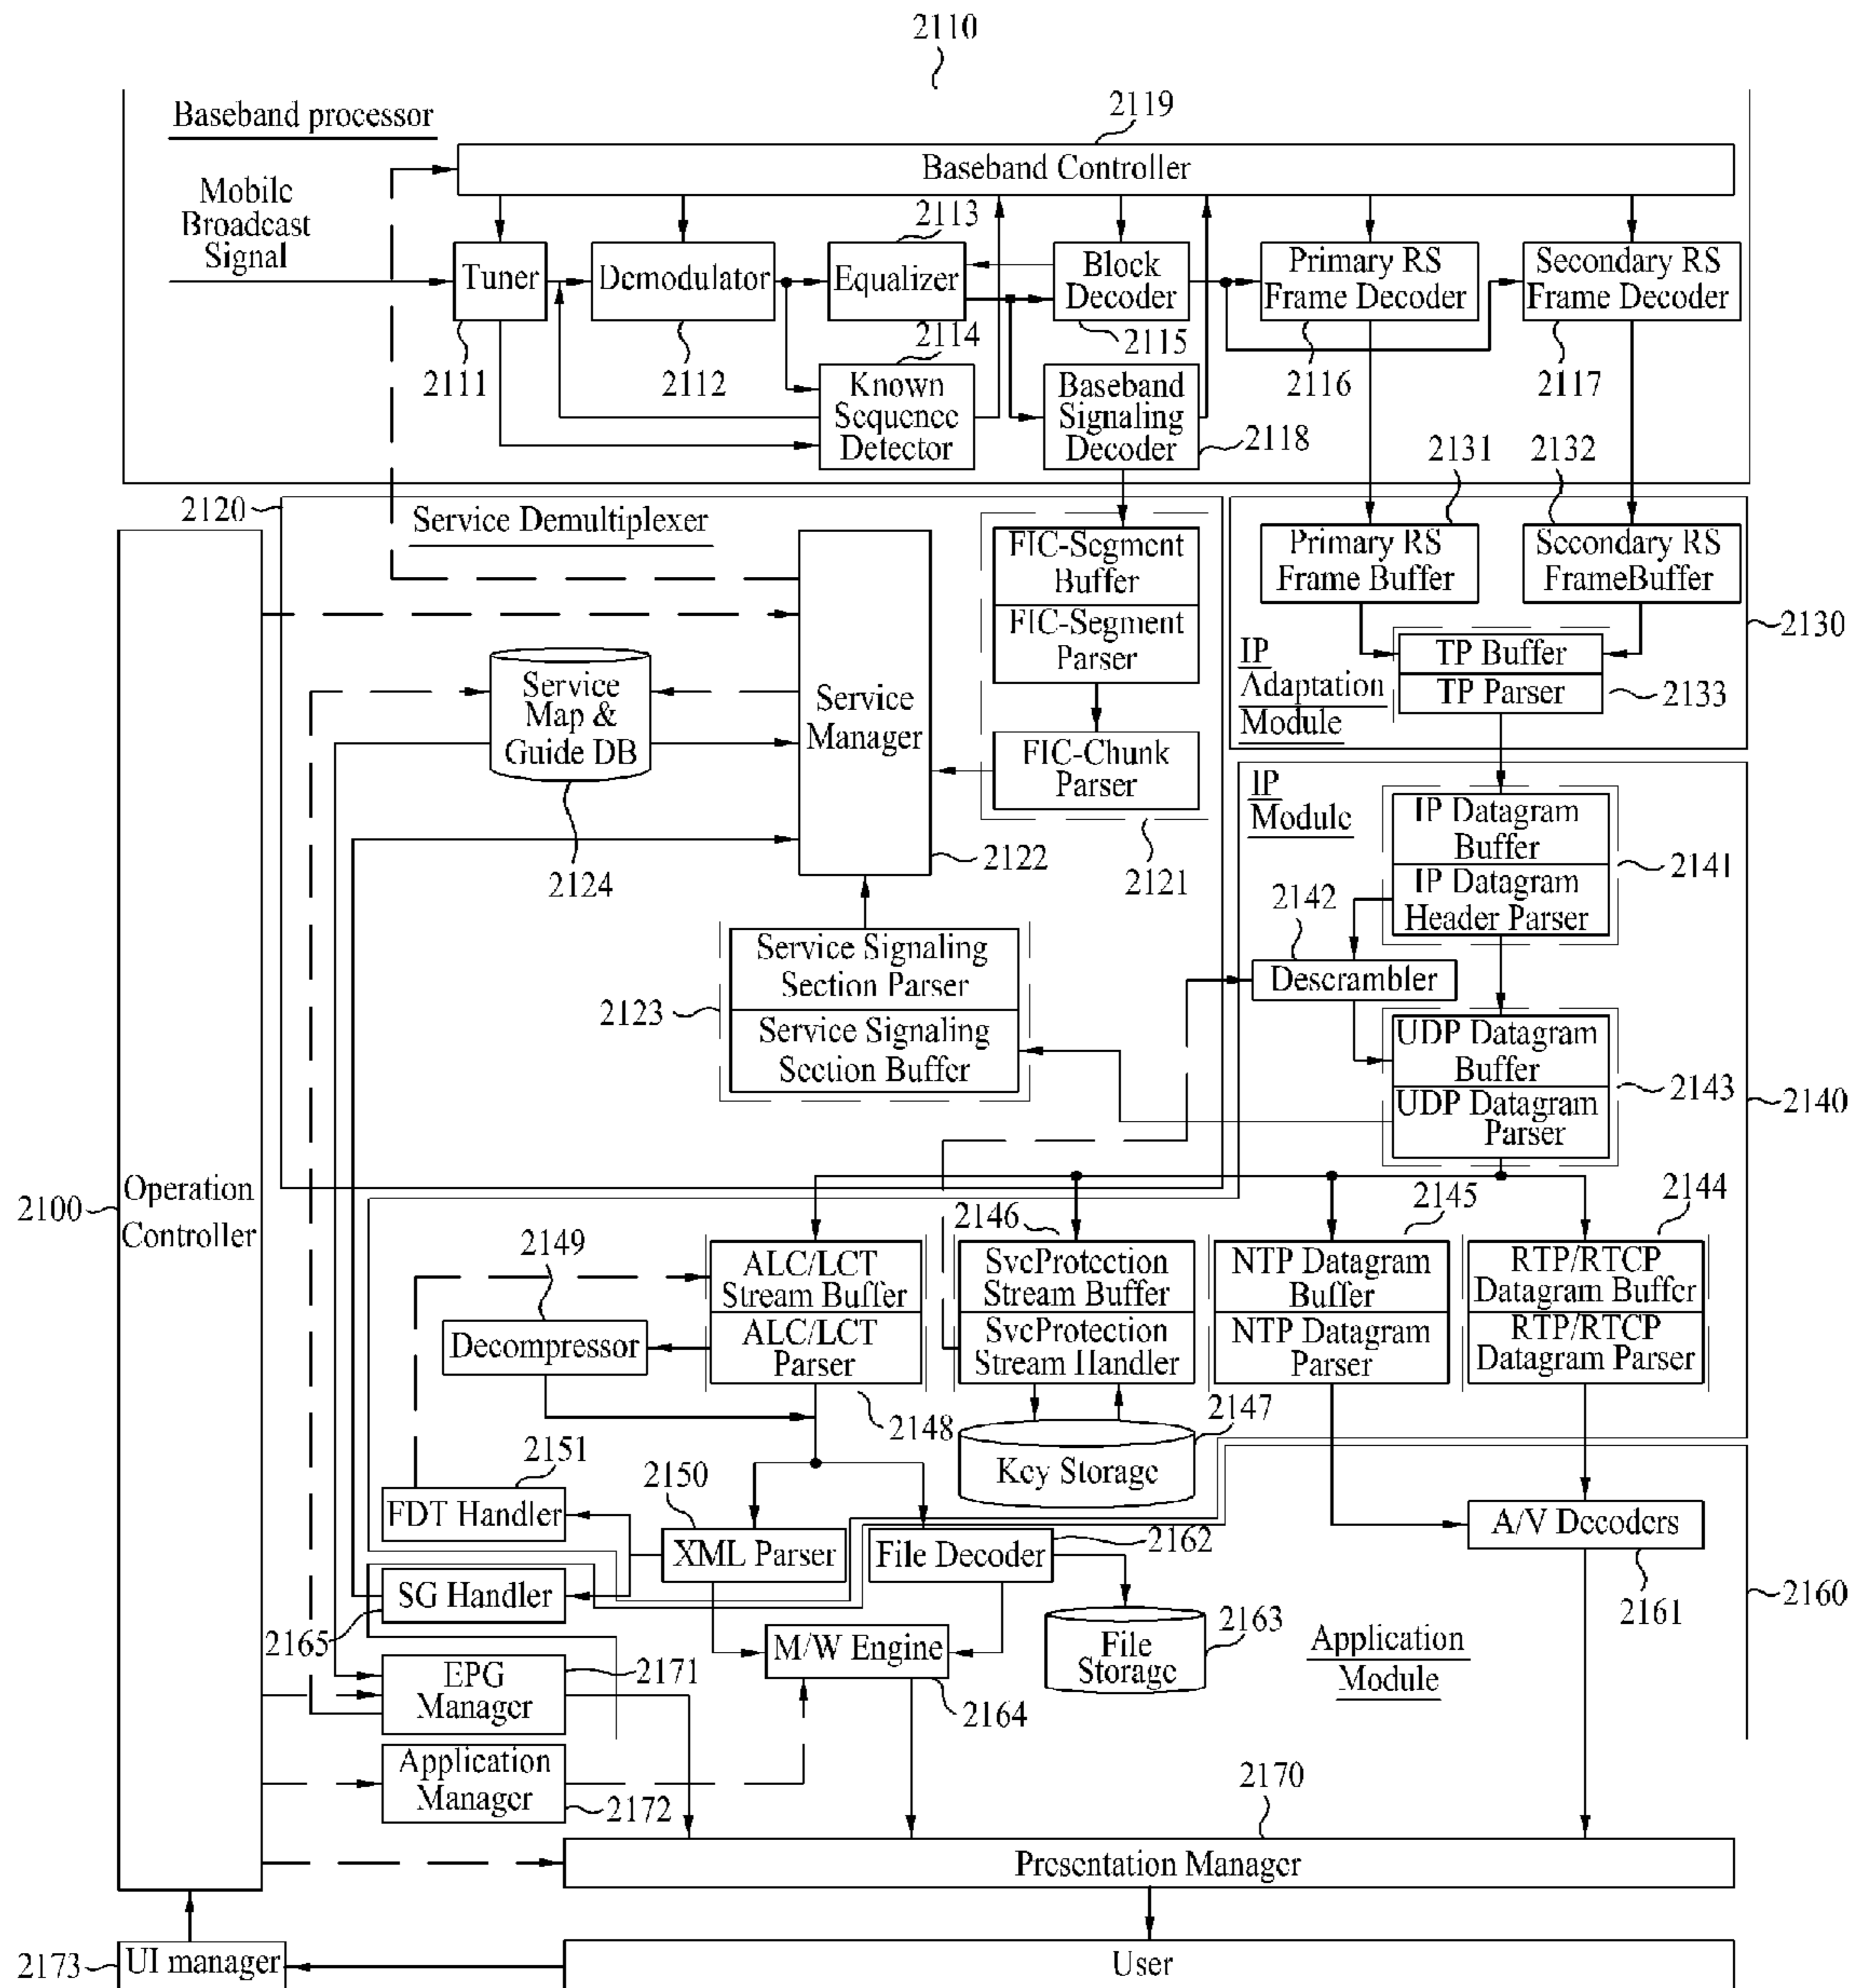 2110
Baseband processor
2119
Baseband Controller
Mobile
Broadcast
Signal
2113
Tuner
Demodulator
Equalizer
Block
Decoder
Primary RS
Frame Decoder
Secondary RS
Frame Decoder
2114
2115
2111
2112
2116
2117
Known
Sequence
Detector
Baseband
Signaling
Decoder
2118
2131
2132
2120
Service Demultiplexer
FIC-Segment
Buffer
FIC-Segment
Parser
Primary RS
Frame Buffer
Secondary RS
FrameBuffer
2130
IP
Adaptation
Module
TP Buffer
TP Parser
2133
Service
Map &
Guide DB
Service
Manager
FIC-Chunk
Parser
IP
Module
IP Datagram
Buffer
IP Datagram
Header Parser
2141
2124
2122
2121
2142
Service Signaling
Section Parser
Service Signaling
Section Buffer
2123
Descrambler
UDP Datagram
Buffer
UDP Datagram
Parser
2143
2140
2100
Operation
Controller
2146
2145
2144
2149
ALC/LCT
Stream Buffer
ALC/LCT
Parser
SvcProtection
Stream Buffer
SvcProtection
Stream Handler
NTP Datagram
Buffer
NTP Datagram
Parser
RTP/RTCP
Datagram Buffer
RTP/RTCP
Datagram Parser
Decompressor
2148
2147
Key Storage
2151
2150
FDT Handler
XML Parser
File Decoder
2162
A/V Decoders
SG Handler
2165
2161
2160
M/W Engine
File
Storage
2163
Application
Module
EPG
Manager
2171
2164
Application
Manager
2172
2170
Presentation Manager
2173
UI manager
User